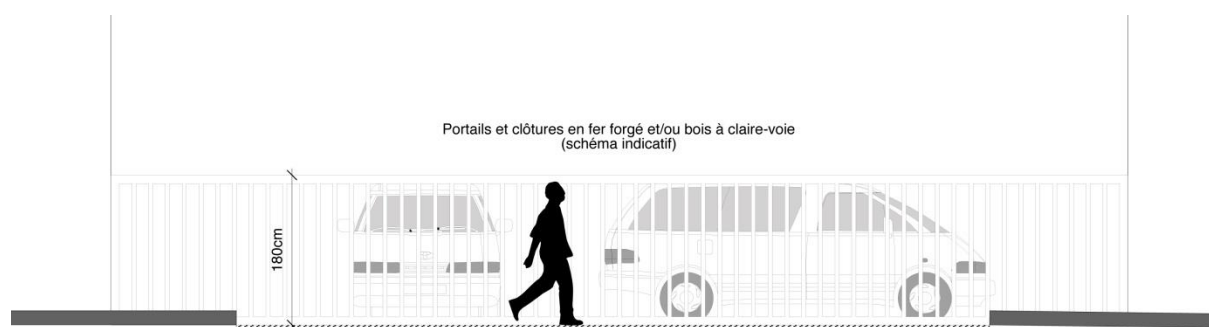 Portails et clôtures en fer forgé et/ou bois à claire-voie
(schéma indicatif)
180cm